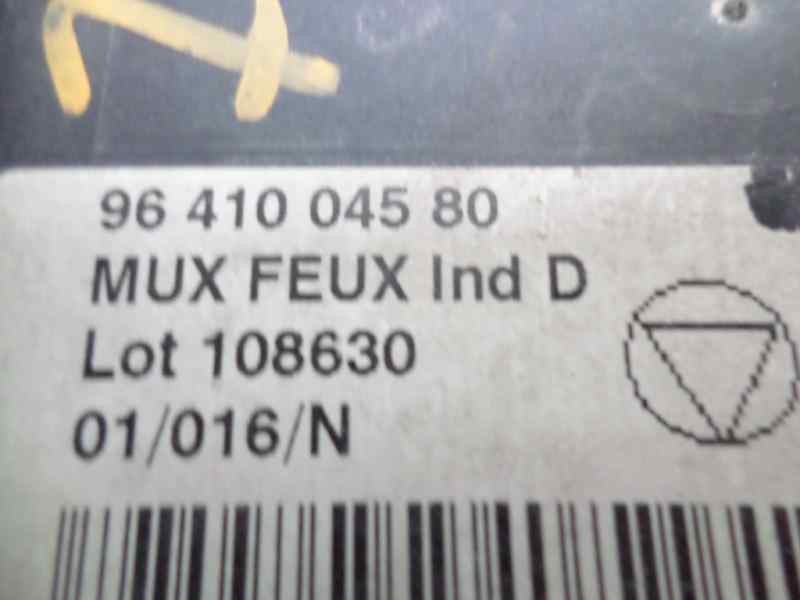 96 410 045 80
MUX FEUX Ind D
Lot 108630
01/016/N